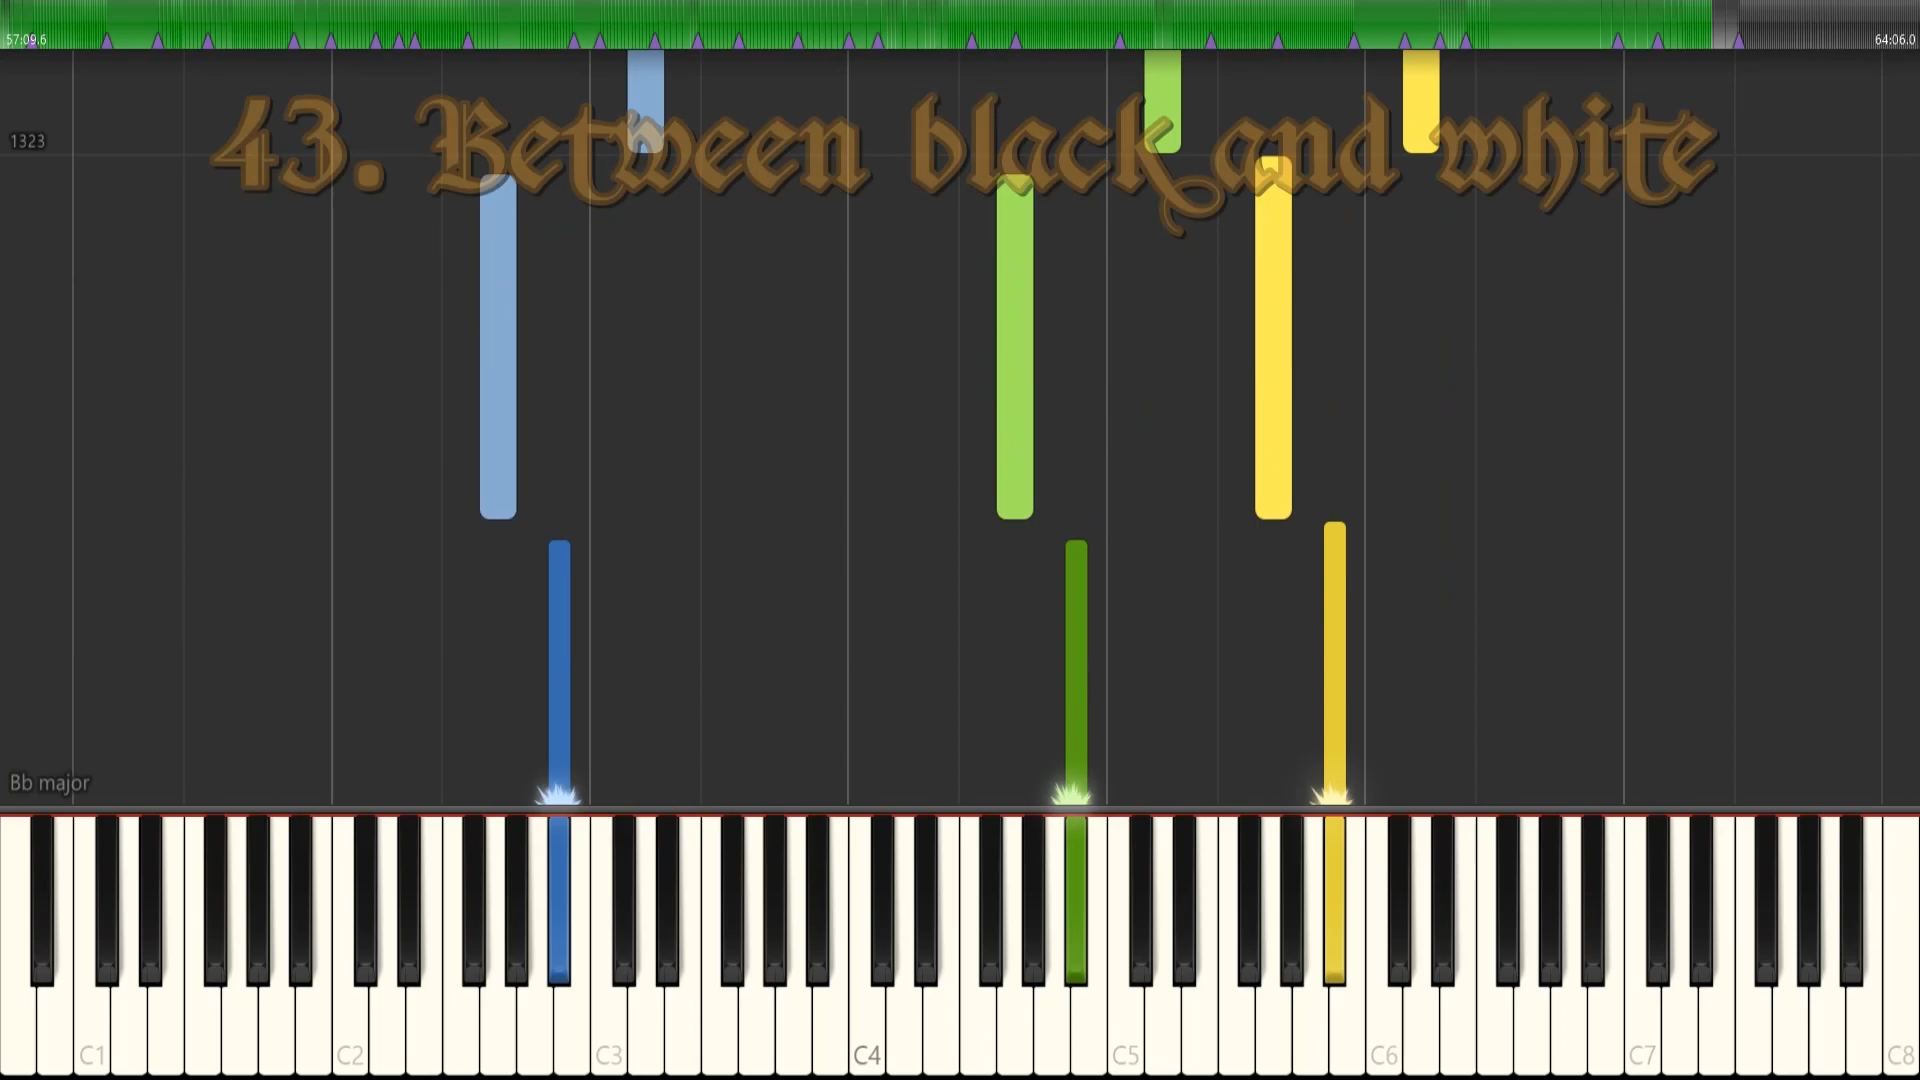 57:09.6
64:06.0
43. Between black and white
1323
Bb major
C1 C2 C3 C4 C5 C6 C7 C8